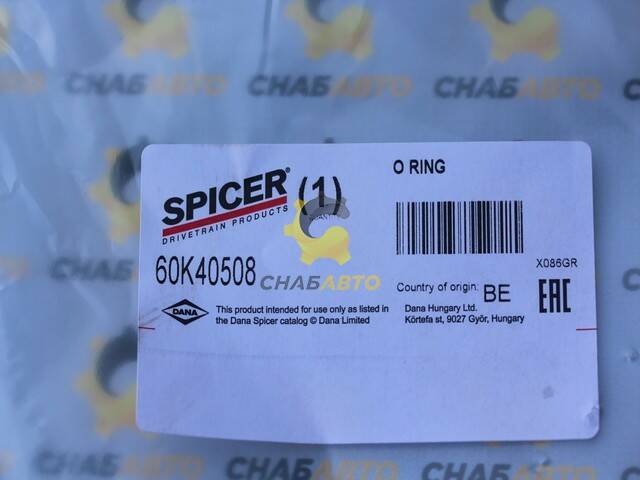 СНАБАВТО
СНАБАВТО
СНАБАВТО
SPICER®
DRIVETRAIN PRODUCTS
(1)
O RING
60K40508
СНАБАВТО
X086GR
Country of origin: BE
EAC
DANA
This product intended for use only as listed in
the Dana Spicer catalog © Dana Limited
Dana Hungary Ltd.
Körtefa st, 9027 Győr, Hungary
СНАБАВТО
СНАБАВТО